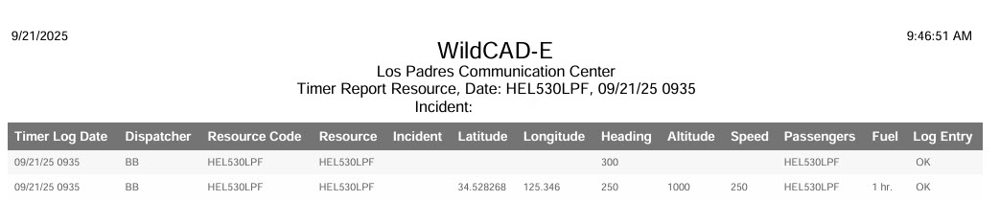 9/21/2025 9:46:51 AM
WildCAD-E
Los Padres Communication Center
Timer Report Resource, Date: HEL530LPF, 09/21/25 0935
Incident:
Timer Log Date Dispatcher Resource Code Resource Incident Latitude Longitude Heading Altitude Speed Passengers Fuel Log Entry
09/21/25 0935 BB HEL530LPF HEL530LPF 300 HEL530LPF OK
09/21/25 0935 BB HEL530LPF HEL530LPF 34.528268 125.346 250 1000 250 HEL530LPF 1 hr. OK